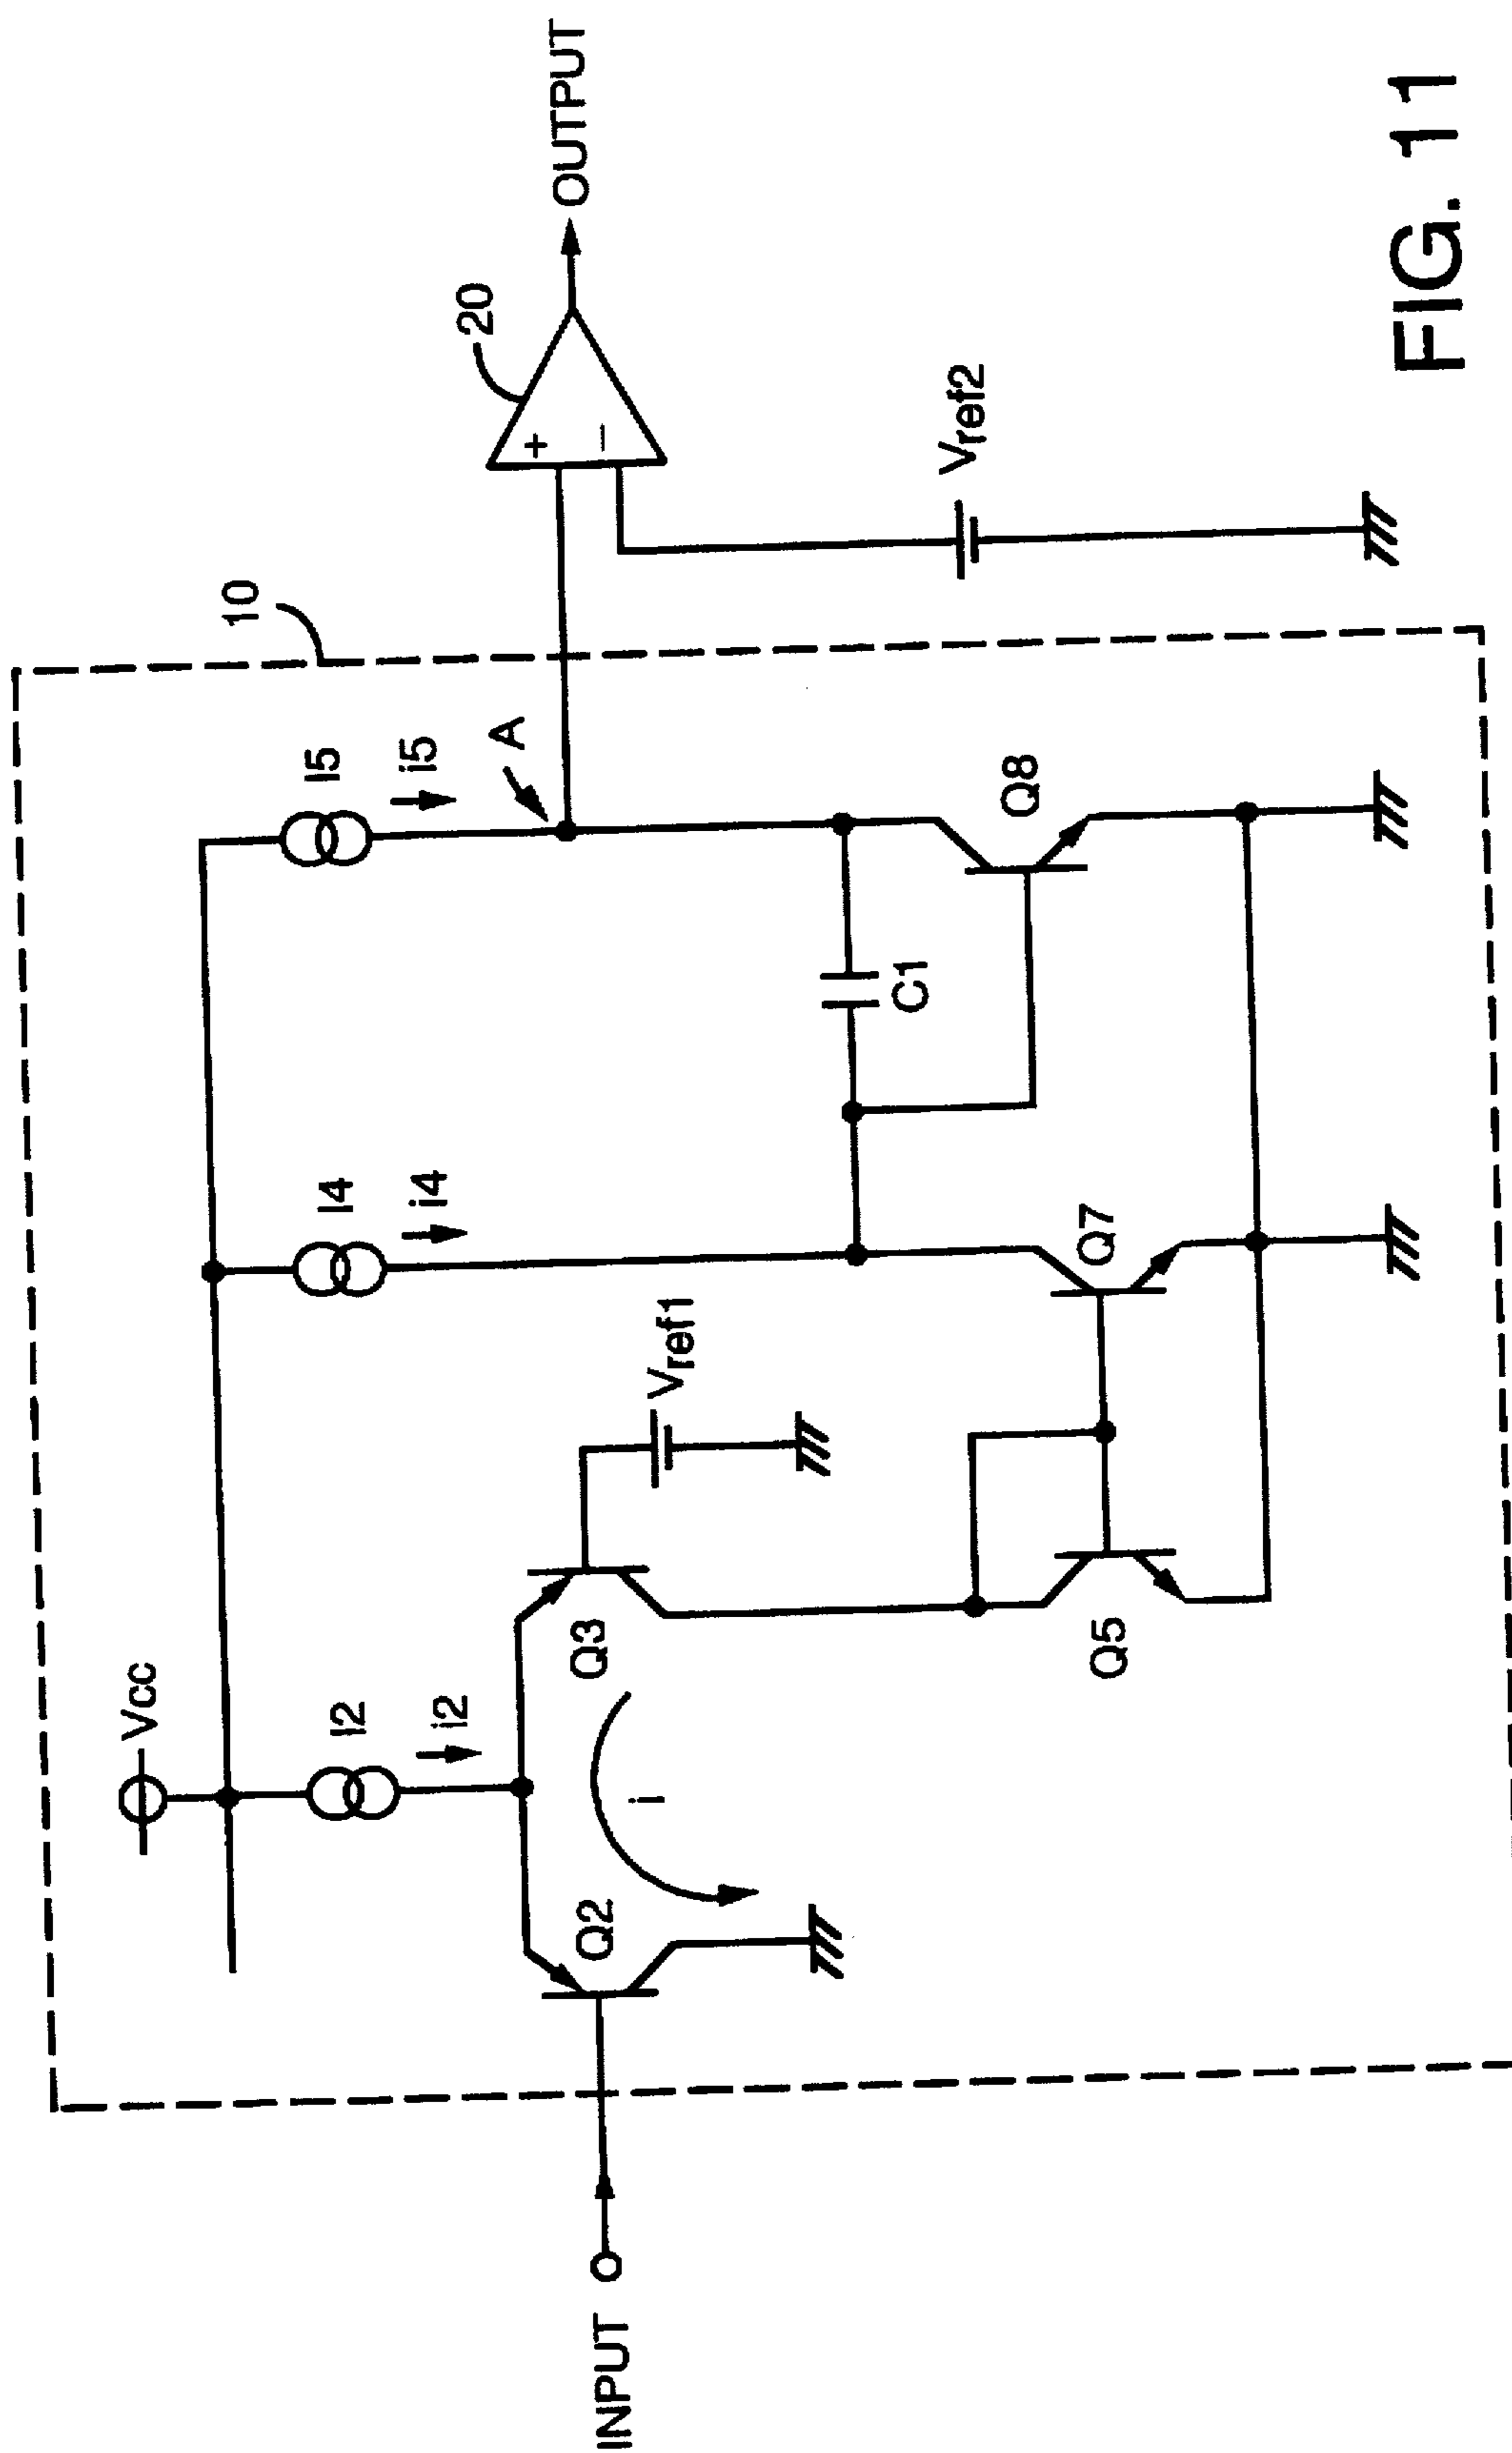 Vcc
I2
i2
I4
i4
I5
i5
A
10
20
+
−
OUTPUT
INPUT
Q2
i
Q3
Vref1
C1
Vref2
Q5
Q7
Q8
FIG. 11